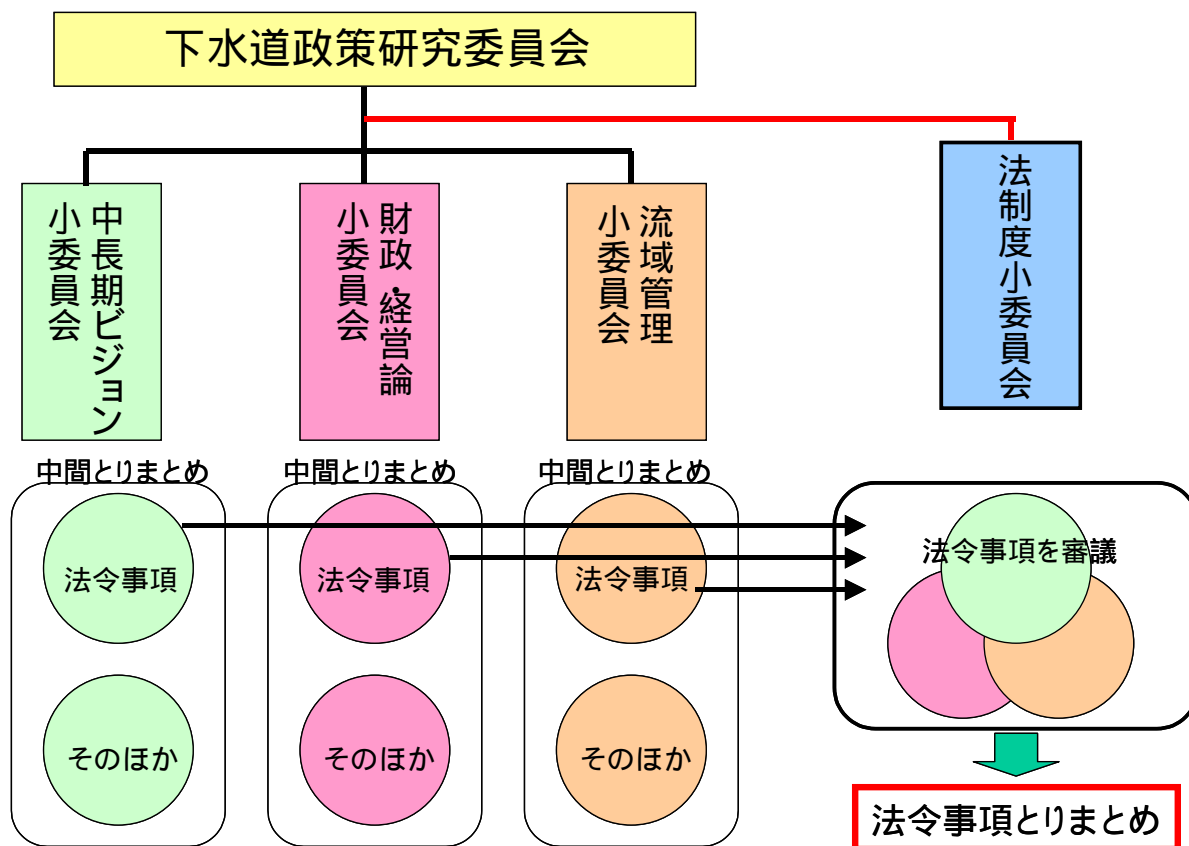 下水道政策研究委員会
中長期ビジョン
小委員会
財政・経営論
小委員会
流域管理
小委員会
法制度小委員会
中間とりまとめ
中間とりまとめ
中間とりまとめ
法令事項
法令事項
法令事項
法令事項を審議
そのほか
そのほか
そのほか
法令事項とりまとめ